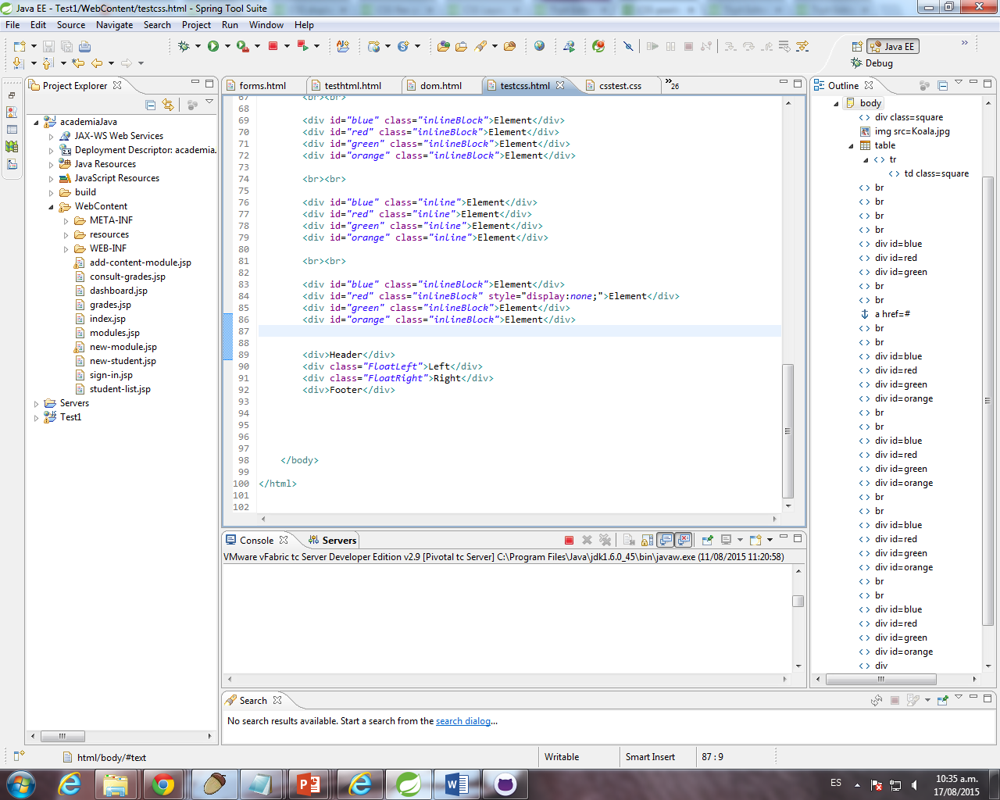 Java EE - Test1/WebContent/testcss.html - Spring Tool Suite
File Edit Source Navigate Search Project Run Window Help
Java EE
Debug
Project Explorer
academiaJava
JAX-WS Web Services
Deployment Descriptor: academia.
Java Resources
JavaScript Resources
build
WebContent
META-INF
resources
WEB-INF
add-content-module.jsp
consult-grades.jsp
dashboard.jsp
grades.jsp
index.jsp
modules.jsp
new-module.jsp
new-student.jsp
sign-in.jsp
student-list.jsp
Servers
Test1
forms.html testhtml.html dom.html testcss.html csstest.css »26
67 <br><br>
68
69 <div id="blue" class="inlineBlock">Element</div>
70 <div id="red" class="inlineBlock">Element</div>
71 <div id="green" class="inlineBlock">Element</div>
72 <div id="orange" class="inlineBlock">Element</div>
73
74 <br><br>
75
76 <div id="blue" class="inline">Element</div>
77 <div id="red" class="inline">Element</div>
78 <div id="green" class="inline">Element</div>
79 <div id="orange" class="inline">Element</div>
80
81 <br><br>
82
83 <div id="blue" class="inlineBlock">Element</div>
84 <div id="red" class="inlineBlock" style="display:none;">Element</div>
85 <div id="green" class="inlineBlock">Element</div>
86 <div id="orange" class="inlineBlock">Element</div>
87
88
89 <div>Header</div>
90 <div class="FloatLeft">Left</div>
91 <div class="FloatRight">Right</div>
92 <div>Footer</div>
93
94
95
96
97
98 </body>
99
100 </html>
101
102
Outline
body
div class=square
img src=Koala.jpg
table
tr
td class=square
br
br
br
br
div id=blue
div id=red
div id=green
br
br
a href=#
br
br
div id=blue
div id=red
div id=green
div id=orange
br
br
div id=blue
div id=red
div id=green
div id=orange
br
br
div id=blue
div id=red
div id=green
div id=orange
br
br
div id=blue
div id=red
div id=green
div id=orange
div
Console Servers
VMware vFabric tc Server Developer Edition v2.9 [Pivotal tc Server] C:\Program Files\Java\jdk1.6.0_45\bin\javaw.exe (11/08/2015 11:20:58)
Search
No search results available. Start a search from the search dialog...
html/body/#text Writable Smart Insert 87 : 9
ES 10:35 a.m.
17/08/2015